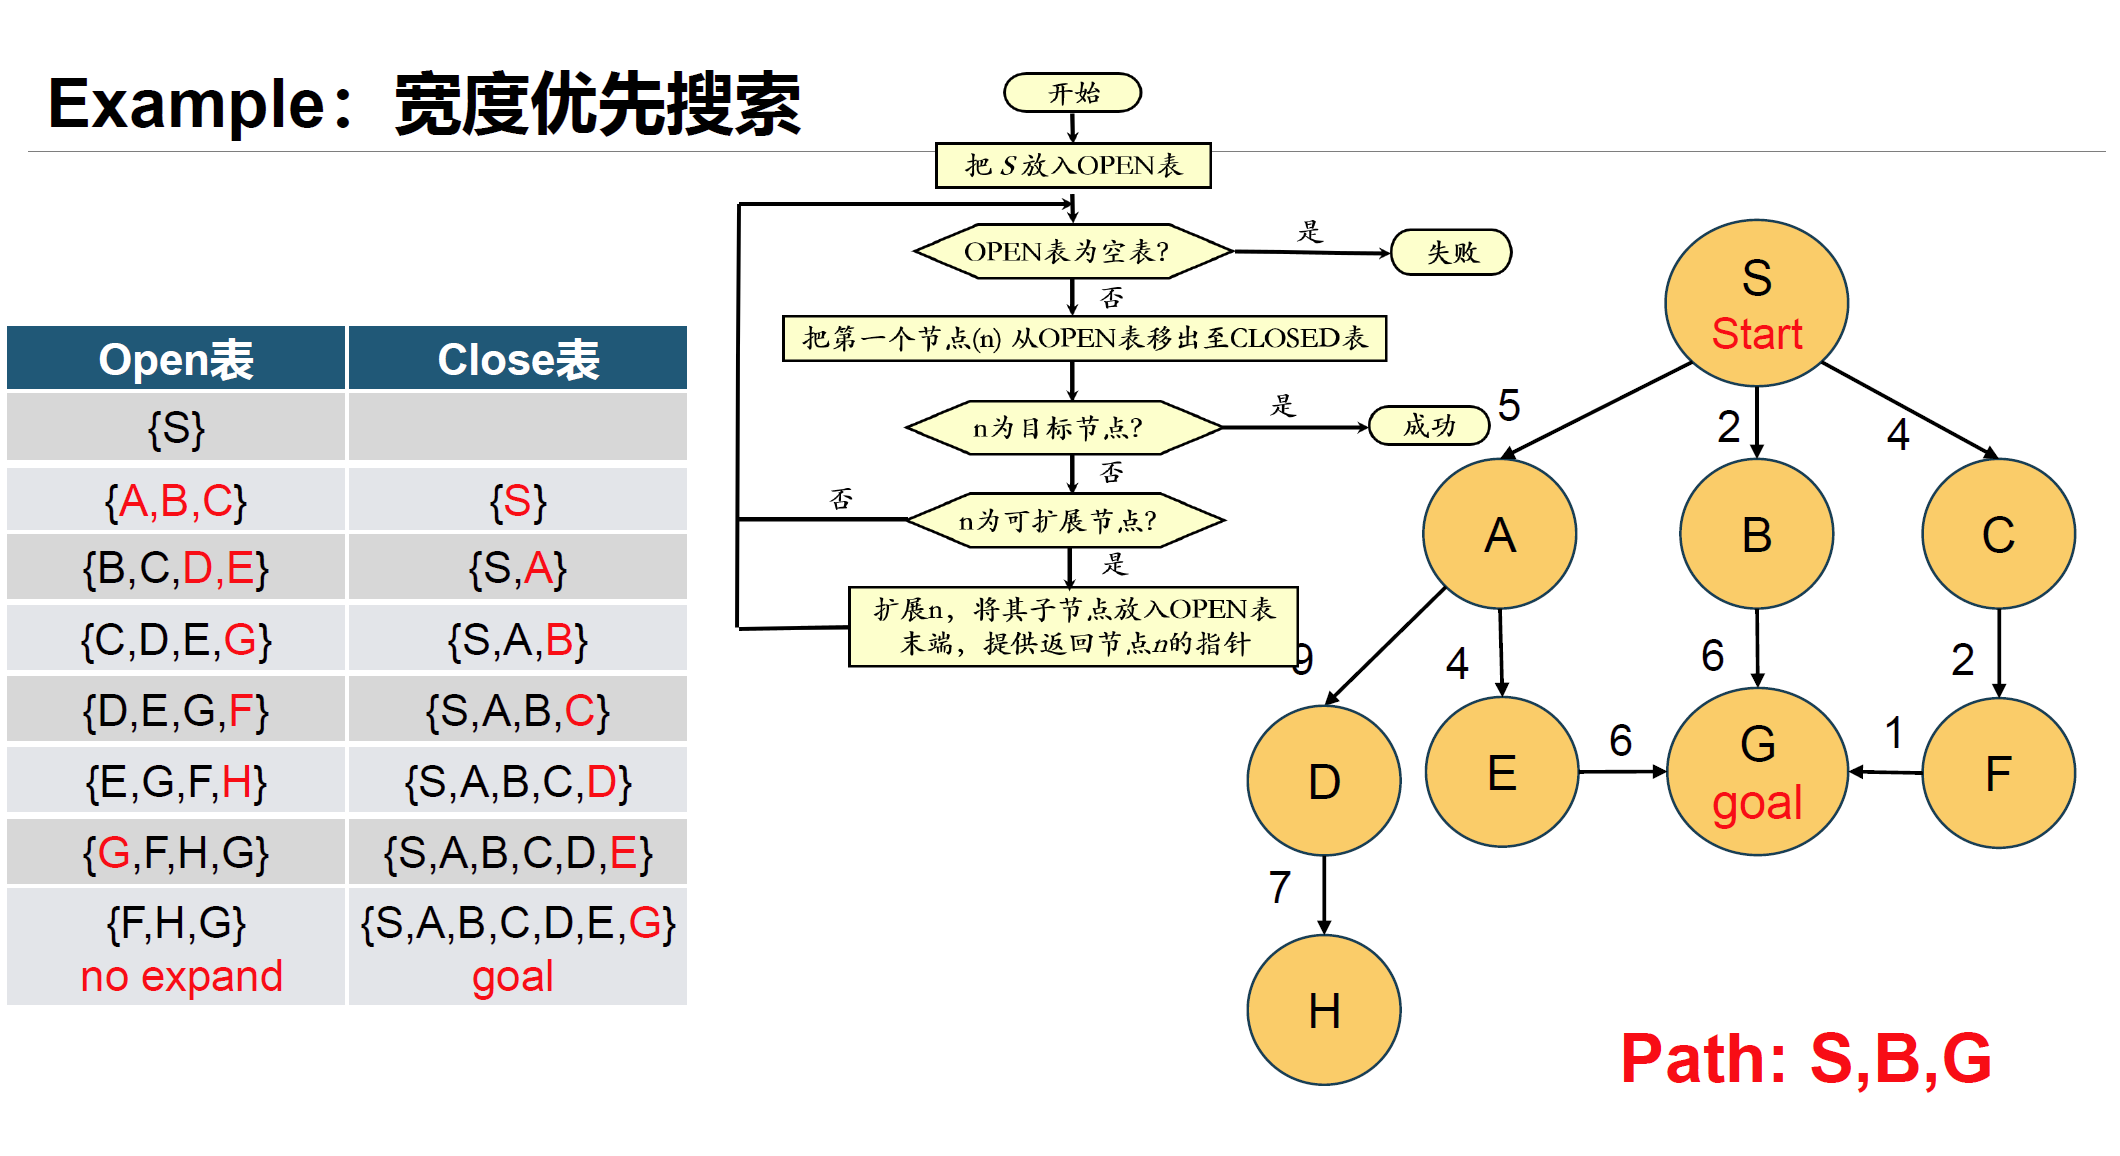 Example：宽度优先搜索
开始
把 S 放入OPEN表
OPEN表为空表？
是
失败
否
把第一个节点(n) 从OPEN表移出至CLOSED表
n为目标节点？
是
成功
否
n为可扩展节点？
否
是
扩展n，将其子节点放入OPEN表
末端，提供返回节点n的指针
Open表 Close表
{S}
{A,B,C} {S}
{B,C,D,E} {S,A}
{C,D,E,G} {S,A,B}
{D,E,G,F} {S,A,B,C}
{E,G,F,H} {S,A,B,C,D}
{G,F,H,G} {S,A,B,C,D,E}
{F,H,G} {S,A,B,C,D,E,G}
no expand goal
S
Start
5 2 4
A B C
9 4 6 2
D E 6 G 1 F
goal
7
H
Path: S,B,G